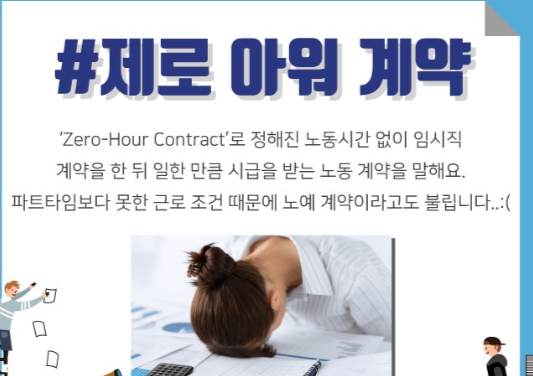 #제로 아워 계약
‘Zero-Hour Contract’로 정해진 노동시간 없이 임시직
계약을 한 뒤 일한 만큼 시급을 받는 노동 계약을 말해요.
파트타임보다 못한 근로 조건 때문에 노예 계약이라고도 불립니다..:(